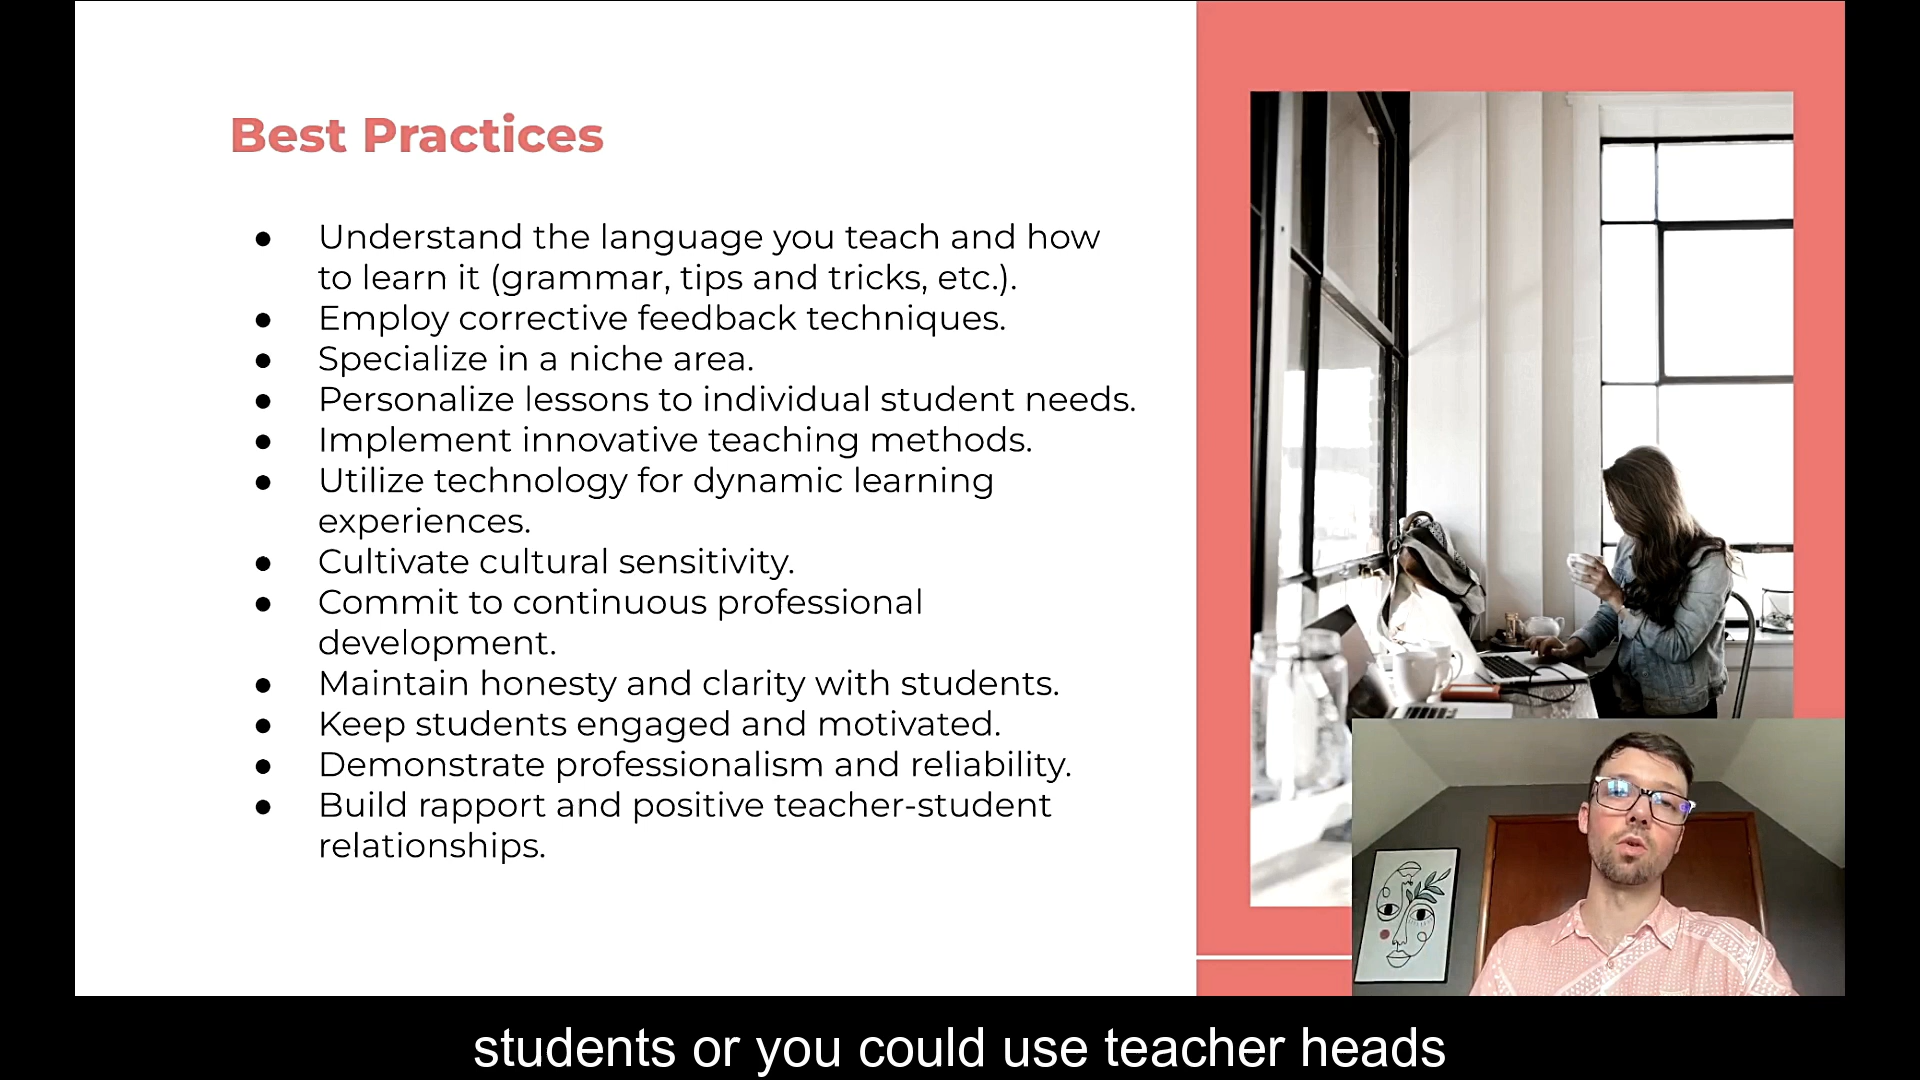 Best Practices
● Understand the language you teach and how
to learn it (grammar, tips and tricks, etc.).
● Employ corrective feedback techniques.
● Specialize in a niche area.
● Personalize lessons to individual student needs.
● Implement innovative teaching methods.
● Utilize technology for dynamic learning
experiences.
● Cultivate cultural sensitivity.
● Commit to continuous professional
development.
● Maintain honesty and clarity with students.
● Keep students engaged and motivated.
● Demonstrate professionalism and reliability.
● Build rapport and positive teacher-student
relationships.
students or you could use teacher heads